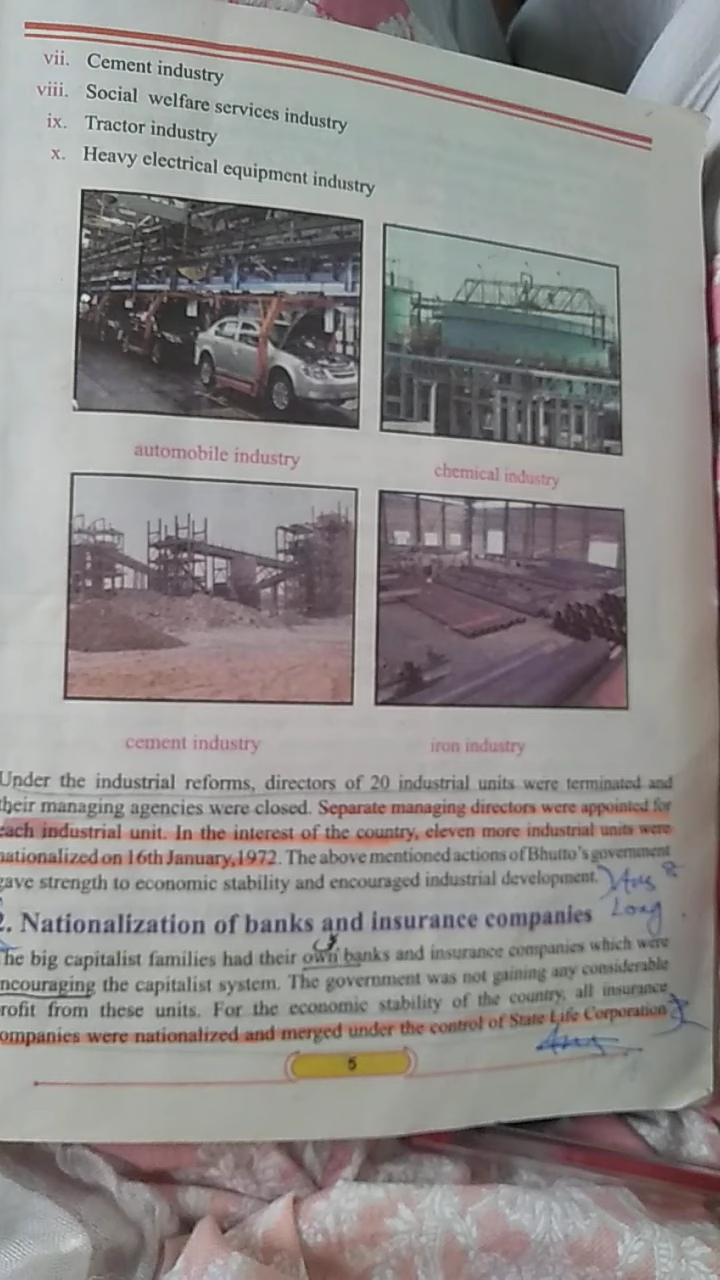 vii. Cement industry
viii. Social welfare services industry
ix. Tractor industry
x. Heavy electrical equipment industry
automobile industry
chemical industry
cement industry
iron industry
Under the industrial reforms, directors of 20 industrial units were terminated and
their managing agencies were closed. Separate managing directors were appointed for
each industrial unit. In the interest of the country, eleven more industrial units were
nationalized on 16th January,1972. The above mentioned actions of Bhutto's government
gave strength to economic stability and encouraged industrial development.
Long
2. Nationalization of banks and insurance companies
The big capitalist families had their own banks and insurance companies which were
ncouraging the capitalist system. The government was not gaining any considerable
rofit from these units. For the economic stability of the country, all insurance
ompanies were nationalized and merged under the control of State Life Corporation
5